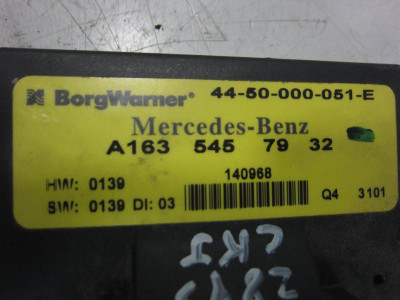 BorgWarner® 44-50-000-051-E
Mercedes-Benz
A163 545 79 32
HW: 0139 140968
SW: 0139 DI: 03 Q4 3101